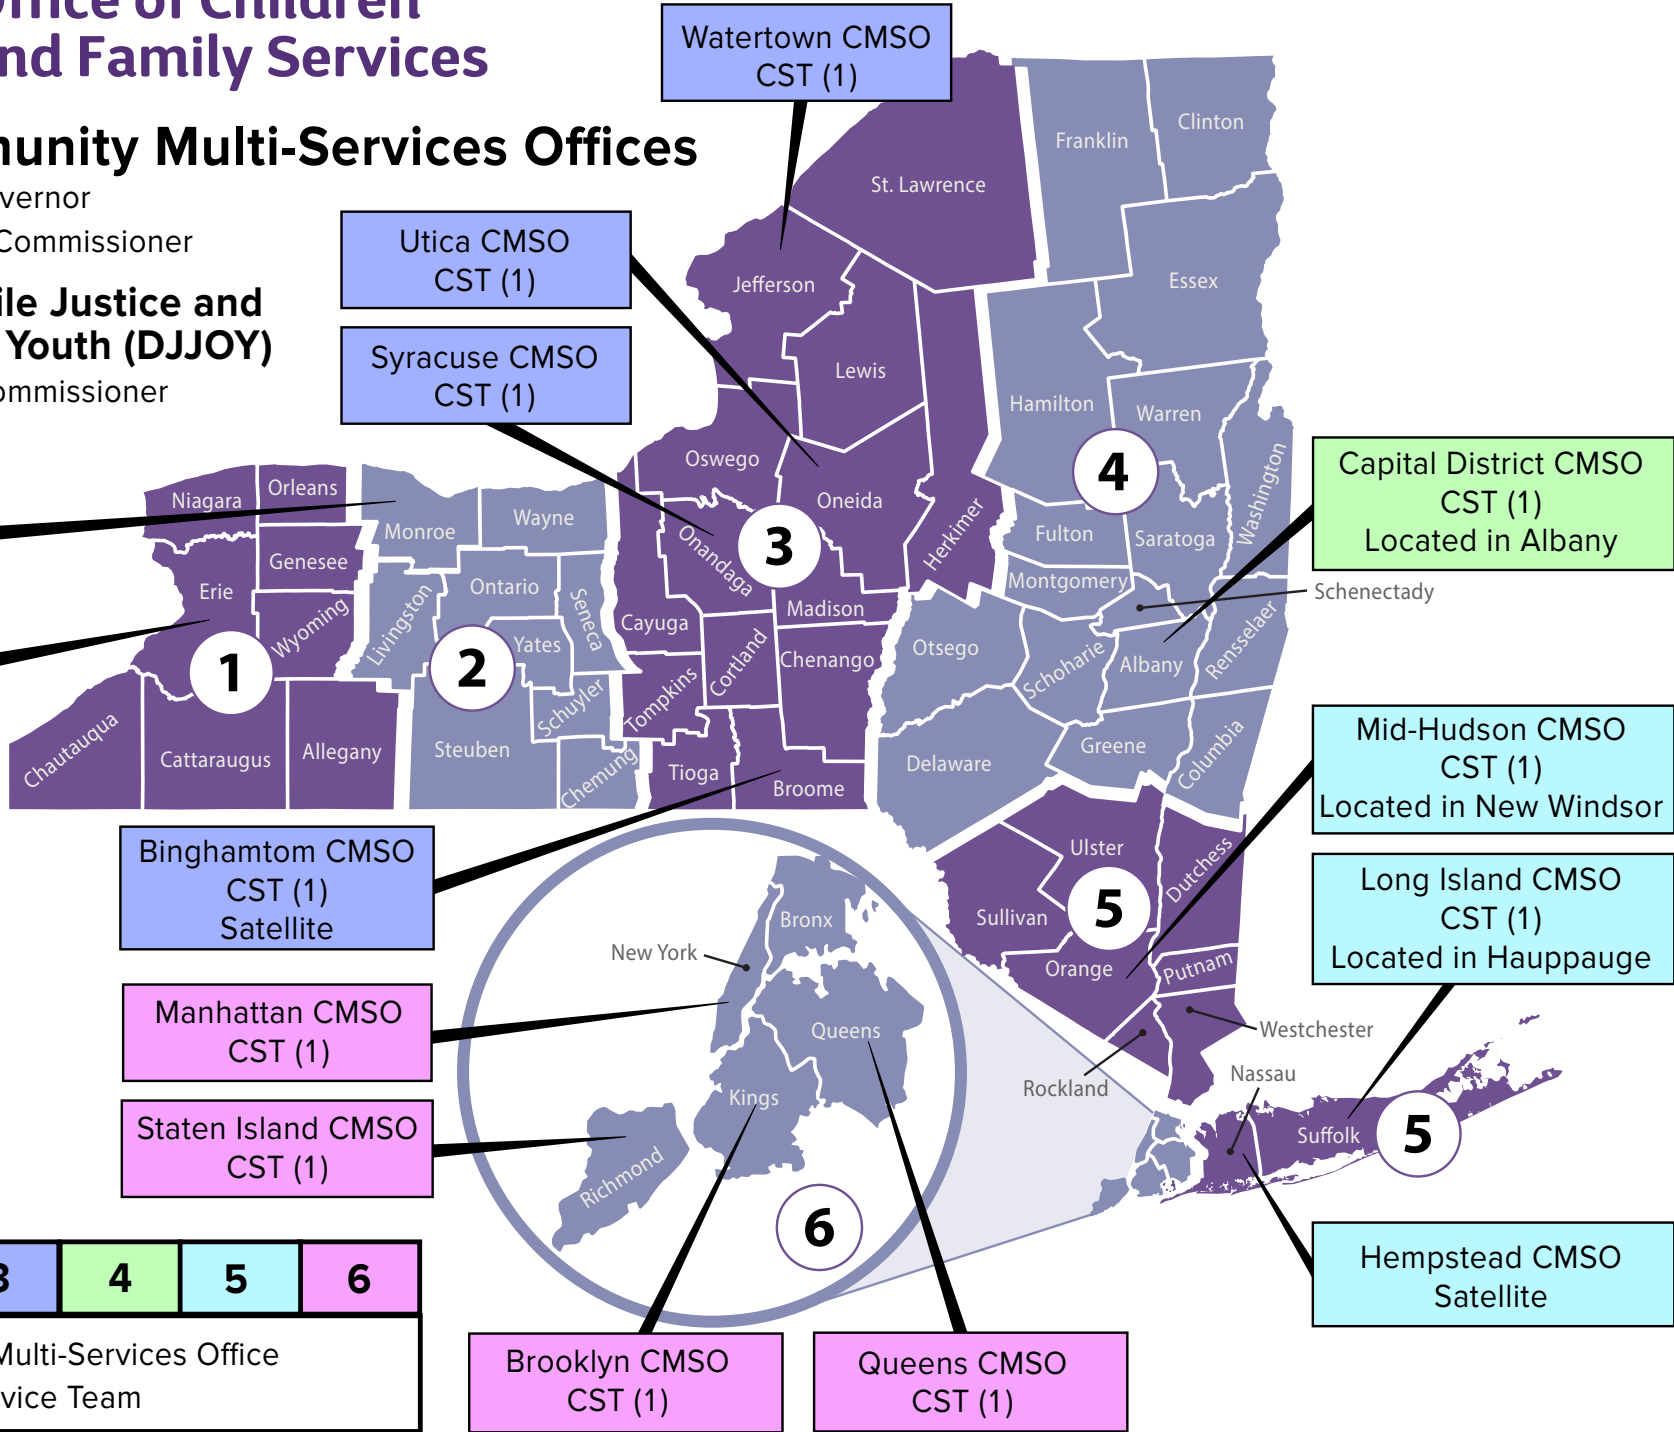 Office of Children
nd Family Services
munity Multi-Services Offices
vernor
Commissioner
ile Justice and
Youth (DJJOY)
ommissioner
Watertown CMSO
CST (1)
Utica CMSO
CST (1)
Syracuse CMSO
CST (1)
Franklin
Clinton
St. Lawrence
Jefferson
Essex
Lewis
Hamilton
Warren
Washington
4
Capital District CMSO
CST (1)
Located in Albany
Oswego
Oneida
Herkimer
Onandaga
3
Fulton
Saratoga
Montgomery
Schenectady
Niagara
Orleans
Monroe
Wayne
Genesee
Erie
Wyoming
Livingston
Ontario
Seneca
Yates
1
2
Cayuga
Madison
Cortland
Chenango
Tompkins
Otsego
Schoharie
Albany
Rensselaer
Chautauqua
Cattaraugus
Allegany
Steuben
Schuyler
Chemung
Tioga
Broome
Delaware
Greene
Columbia
Mid-Hudson CMSO
CST (1)
Located in New Windsor
Binghamtom CMSO
CST (1)
Satellite
Ulster
Dutchess
Sullivan
5
Orange
Putnam
Westchester
Rockland
Long Island CMSO
CST (1)
Located in Hauppauge
Nassau
Suffolk
5
Bronx
New York
Queens
Kings
Richmond
6
Manhattan CMSO
CST (1)
Staten Island CMSO
CST (1)
Hempstead CMSO
Satellite
Brooklyn CMSO
CST (1)
Queens CMSO
CST (1)
3
4
5
6
Multi-Services Office
vice Team